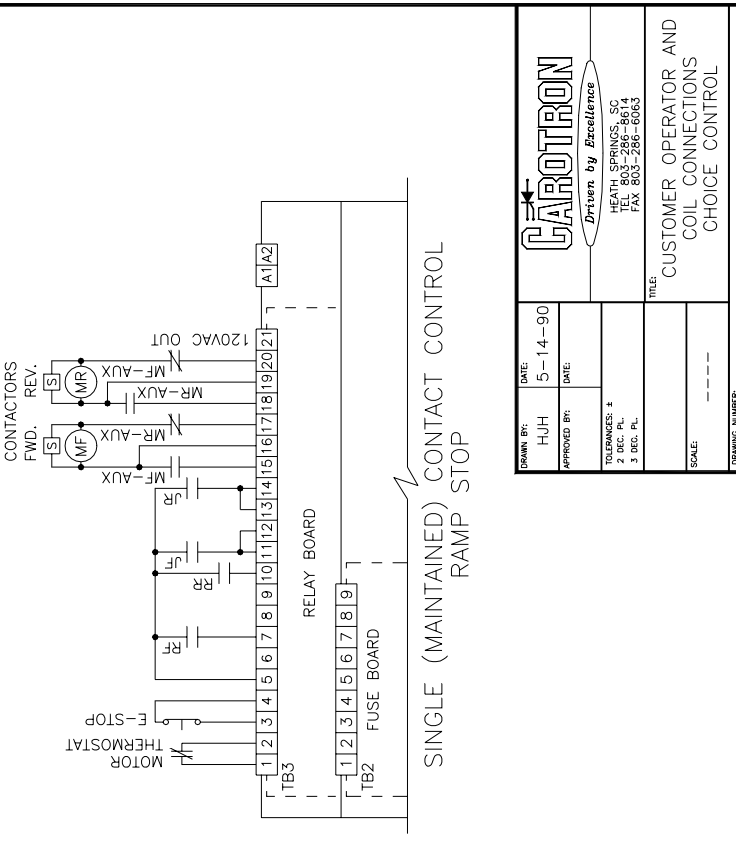 CONTACTORS
FWD.
REV.
S
S
MF
MR
MF-AUX
MR-AUX
MR-AUX
MF-AUX
120VAC OUT
MOTOR
THERMOSTAT
E-STOP
RF
RR
JF
JR
1 2 3 4 5 6 7 8 9 10 11 12 13 14 15 16 17 18 19 20 21
A1 A2
TB3
RELAY BOARD
1 2 3 4 5 6 7 8 9
TB2
FUSE BOARD
SINGLE (MAINTAINED) CONTACT CONTROL
RAMP STOP
DRAWN BY:
HJH
DATE:
5-14-90
APPROVED BY:
DATE:
TOLERANCES: ±
2 DEC. PL.
3 DEC. PL.
SCALE:
----
DRAWING NUMBER:
CAROTRON
Driven by Excellence
HEATH SPRINGS, SC
TEL 803-286-8614
FAX 803-286-6063
TITLE:
CUSTOMER OPERATOR AND
COIL CONNECTIONS
CHOICE CONTROL